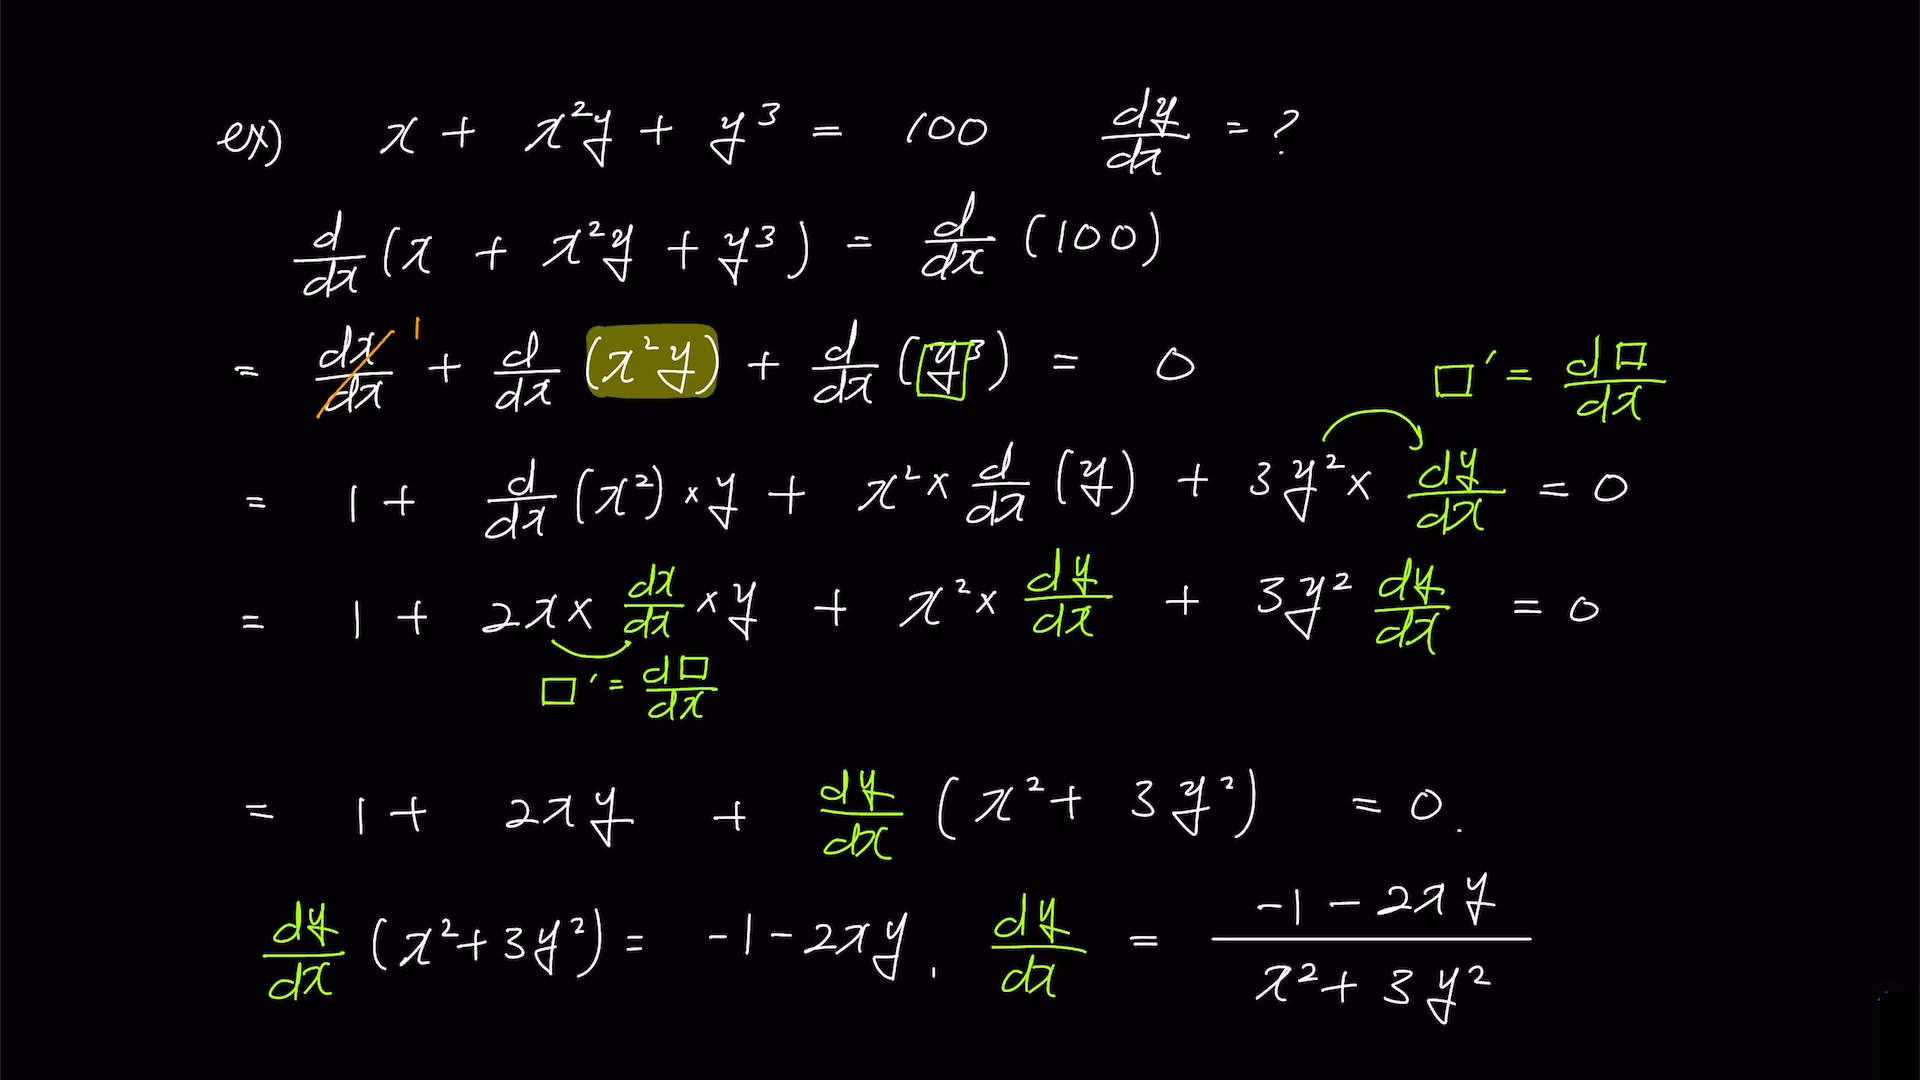 ex) x + x²y + y³ = 100 dy/dx = ?
d/dx (x + x²y + y³) = d/dx (100)
= dx/dx 1 + d/dx (x²y) + d/dx (y³) = 0 □′ = d□/dx
= 1 + d/dx (x²) × y + x² × d/dx (y) + 3y² × dy/dx = 0
= 1 + 2x × dx/dx × y + x² × dy/dx + 3y² dy/dx = 0
□′ = d□/dx
= 1 + 2xy + dy/dx (x² + 3y²) = 0.
dy/dx (x² + 3y²) = -1 - 2xy, dy/dx = (-1 - 2xy)/(x² + 3y²)